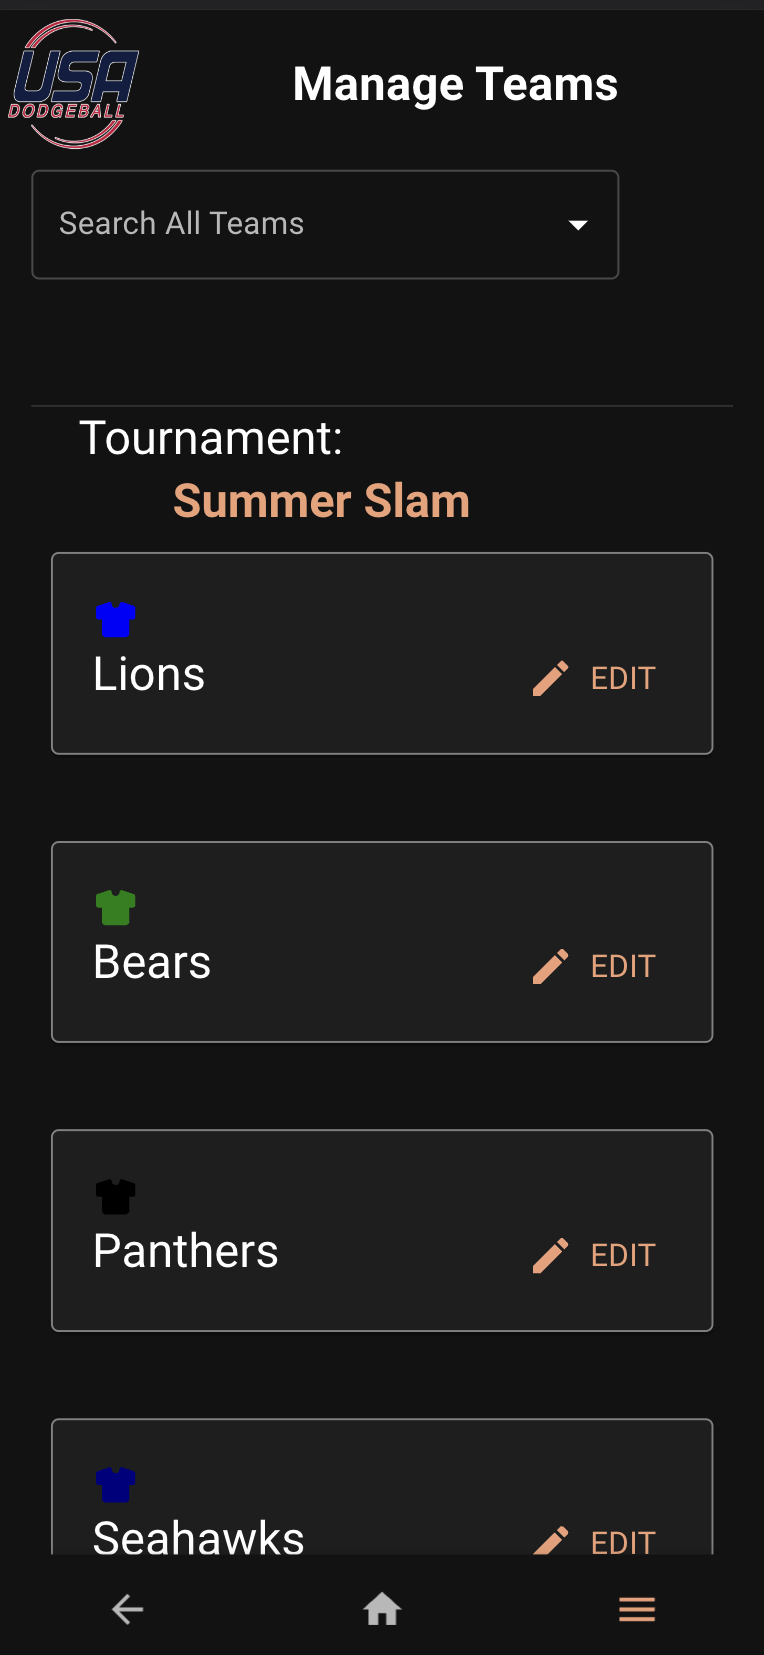 USA
DODGEBALL
Manage Teams
Search All Teams
Tournament:
Summer Slam
Lions
EDIT
Bears
EDIT
Panthers
EDIT
Seahawks
EDIT